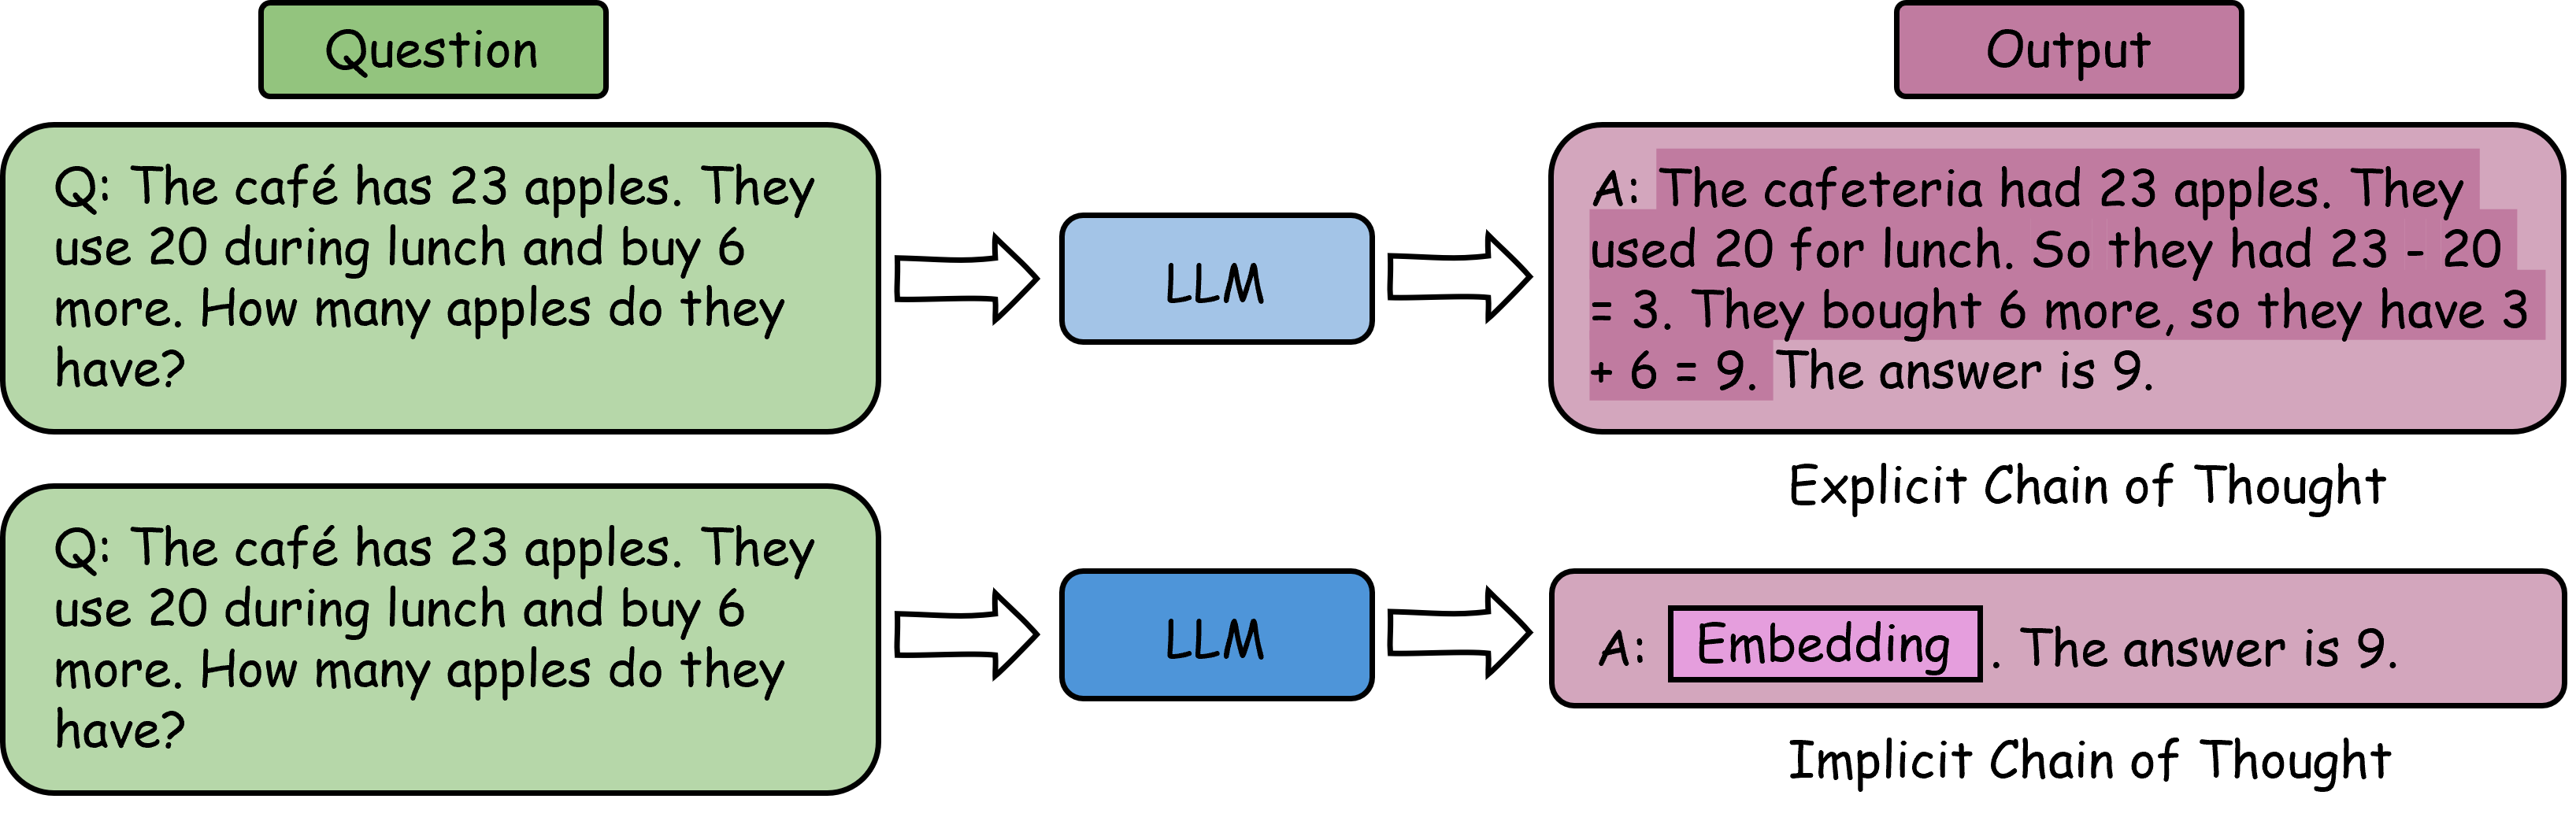 Question
Output
Q: The café has 23 apples. They
use 20 during lunch and buy 6
more. How many apples do they
have?
LLM
A: The cafeteria had 23 apples. They
used 20 for lunch. So they had 23 - 20
= 3. They bought 6 more, so they have 3
+ 6 = 9. The answer is 9.
Explicit Chain of Thought
Q: The café has 23 apples. They
use 20 during lunch and buy 6
more. How many apples do they
have?
LLM
A: Embedding . The answer is 9.
Implicit Chain of Thought